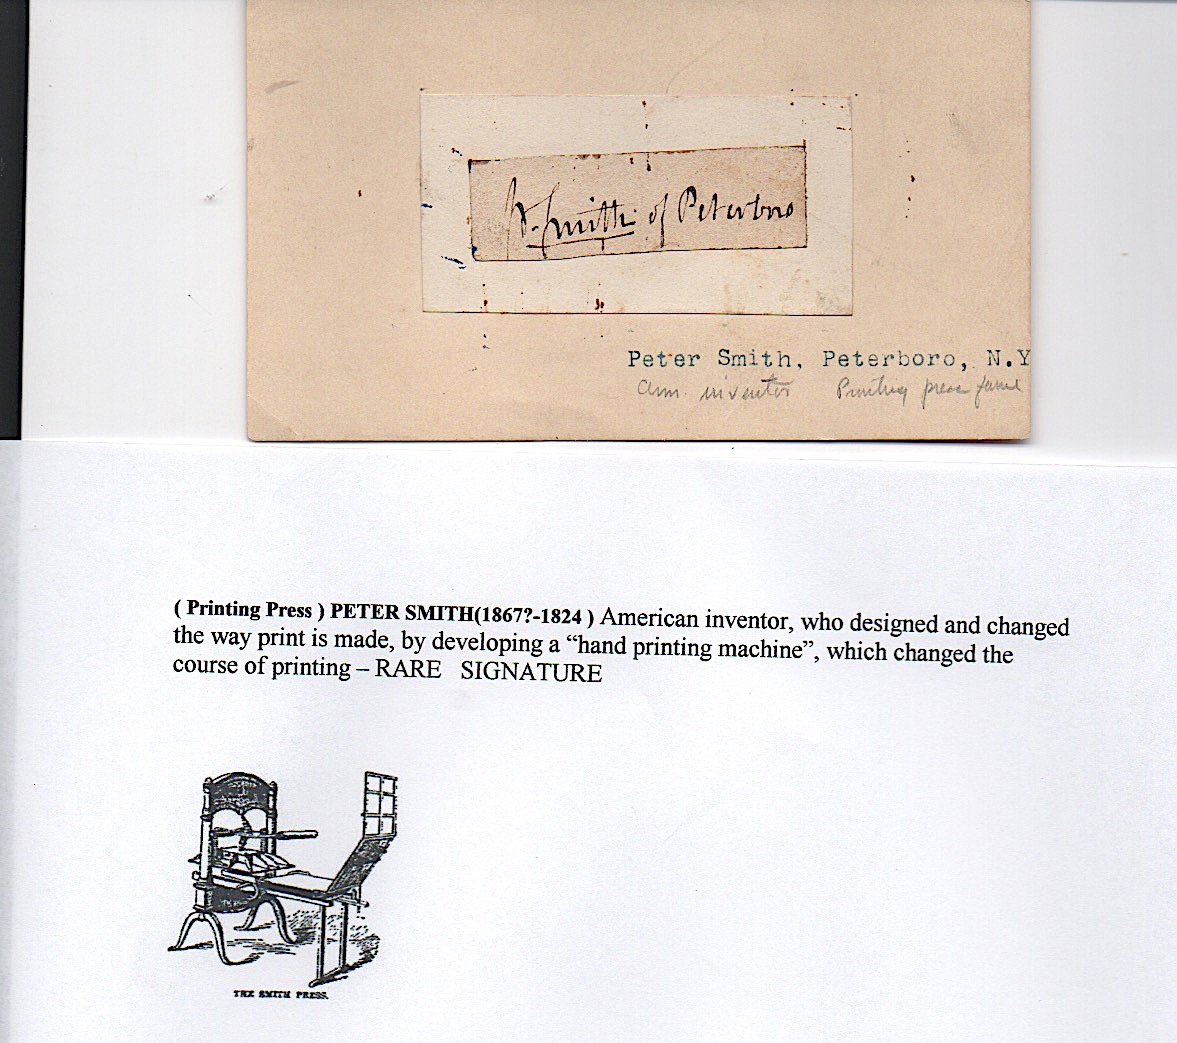 P. Smith of Peterboro
Peter Smith, Peterboro, N.Y
Am. inventor Printing press fame
( Printing Press ) PETER SMITH(1867?-1824 ) American inventor, who designed and changed
the way print is made, by developing a “hand printing machine”, which changed the
course of printing – RARE SIGNATURE
THE SMITH PRESS.